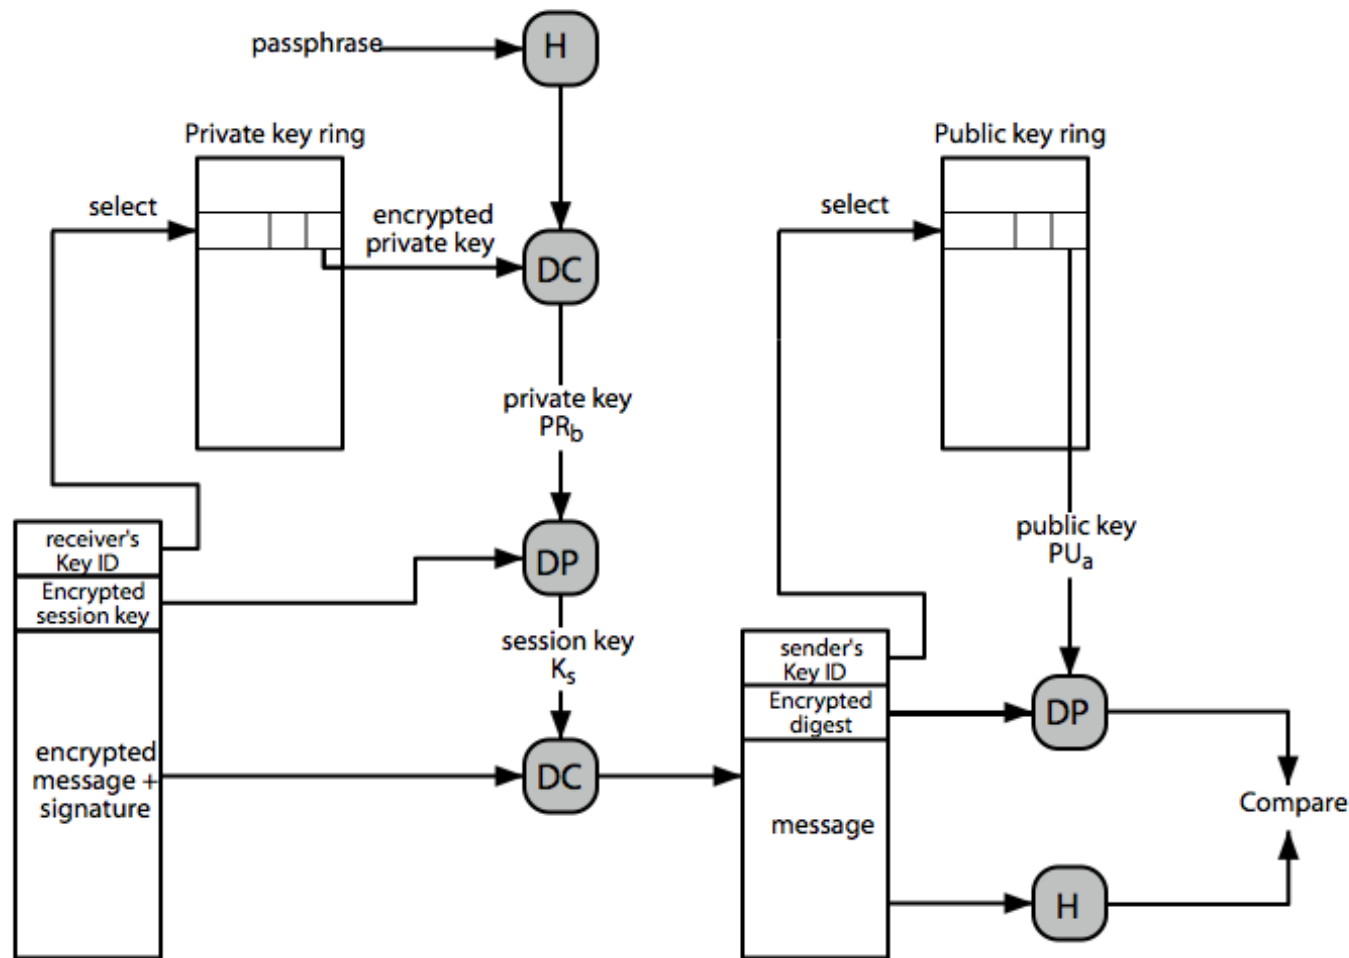 passphrase
H
Private key ring
Public key ring
select
encrypted
private key
select
DC
private key
PRb
receiver's
Key ID
Encrypted
session key
DP
public key
PUa
session key
Ks
sender's
Key ID
Encrypted
digest
DP
encrypted
message +
signature
DC
message
Compare
H